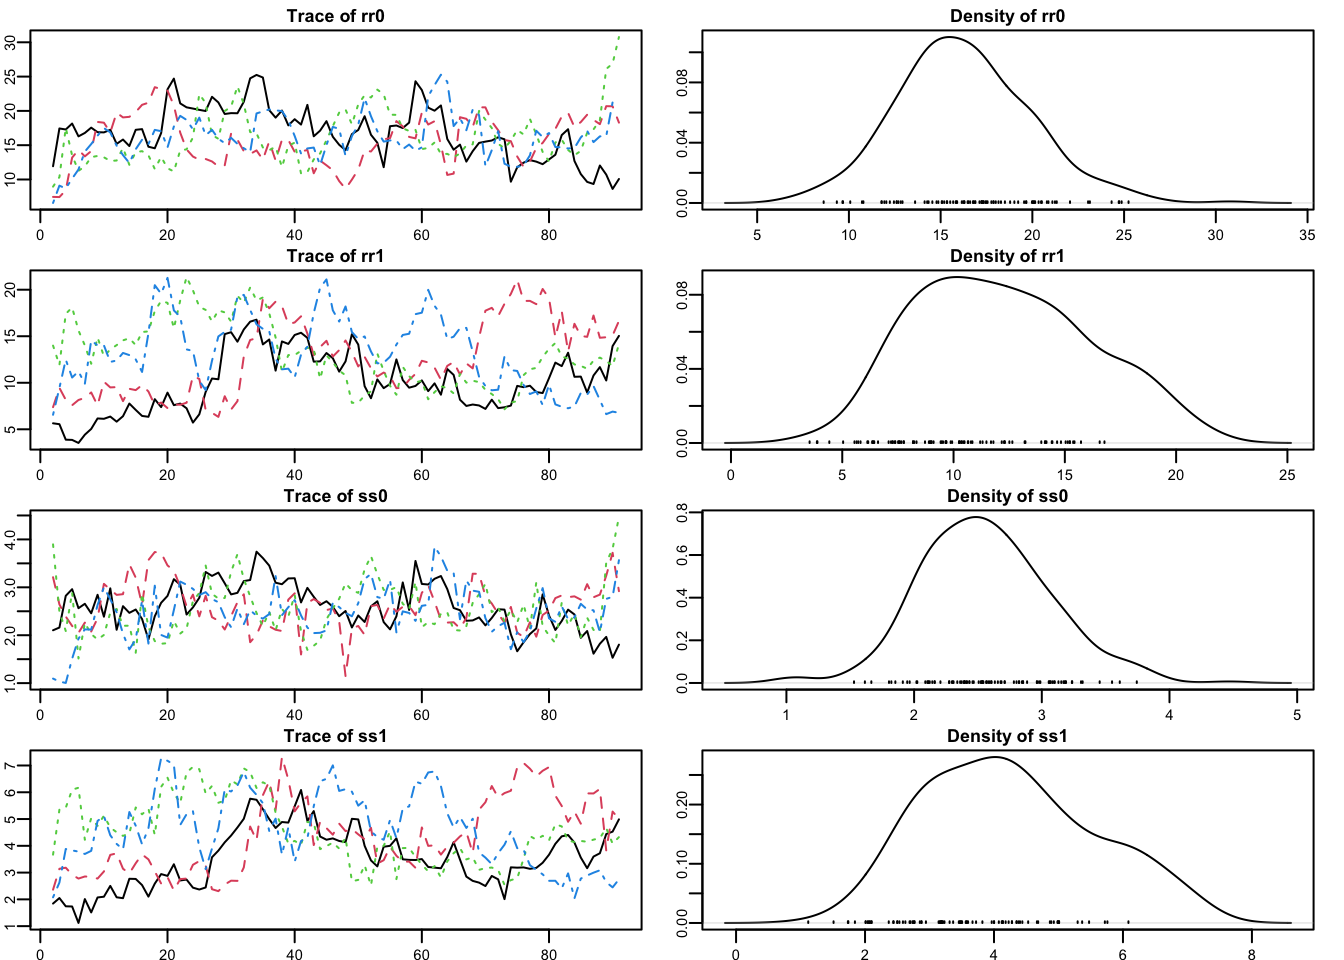 Trace of rr0
30
25
20
15
10
0 20 40 60 80
Density of rr0
0.08
0.04
0.00
5 10 15 20 25 30 35
Trace of rr1
20
15
10
5
0 20 40 60 80
Density of rr1
0.08
0.04
0.00
0 5 10 15 20 25
Trace of ss0
4.0
3.0
2.0
1.0
0 20 40 60 80
Density of ss0
0.8
0.6
0.4
0.2
0.0
1 2 3 4 5
Trace of ss1
7
6
5
4
3
2
1
0 20 40 60 80
Density of ss1
0.20
0.10
0.00
0 2 4 6 8